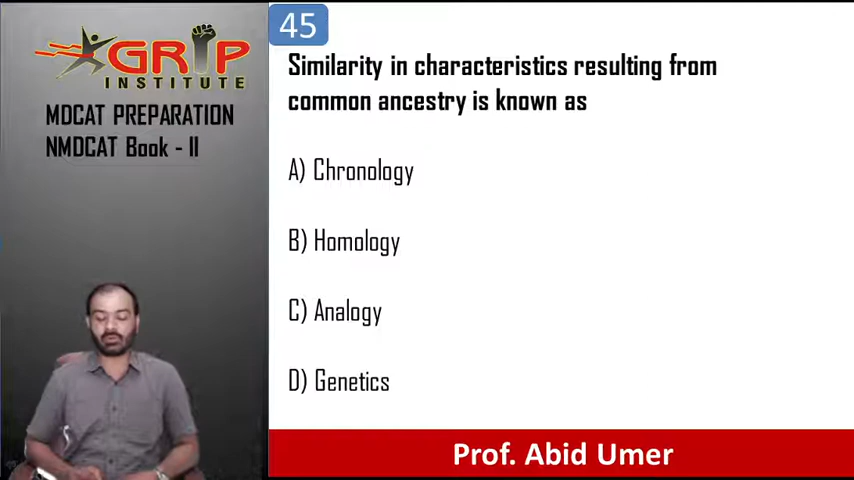 GRIP
INSTITUTE
MDCAT PREPARATION
NMDCAT Book - II
45
Similarity in characteristics resulting from
common ancestry is known as
A) Chronology
B) Homology
C) Analogy
D) Genetics
Prof. Abid Umer